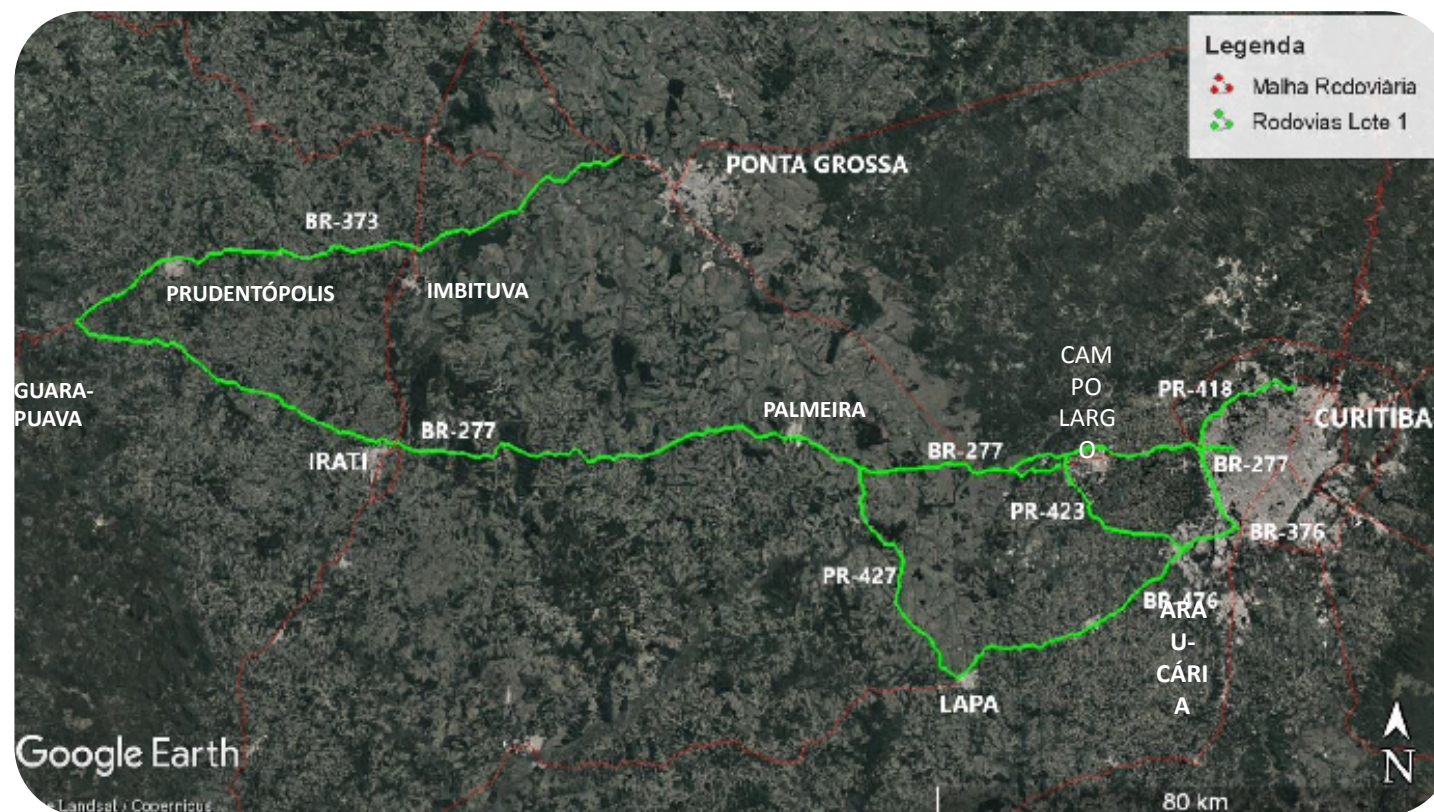 Legenda
Malha Rodoviária
Rodovias Lote 1
PONTA GROSSA
BR-373
PRUDENTÓPOLIS
IMBITUVA
GUARA-
PUAVA
CAM
PO
LARG
O
PR-418
CURITIBA
PALMEIRA
BR-277
IRATI
BR-277
BR-277
PR-423
BR-376
PR-427
BR-476
ARA
U-
CÁRI
A
LAPA
Google Earth
Landsat / Copernicus
80 km
N